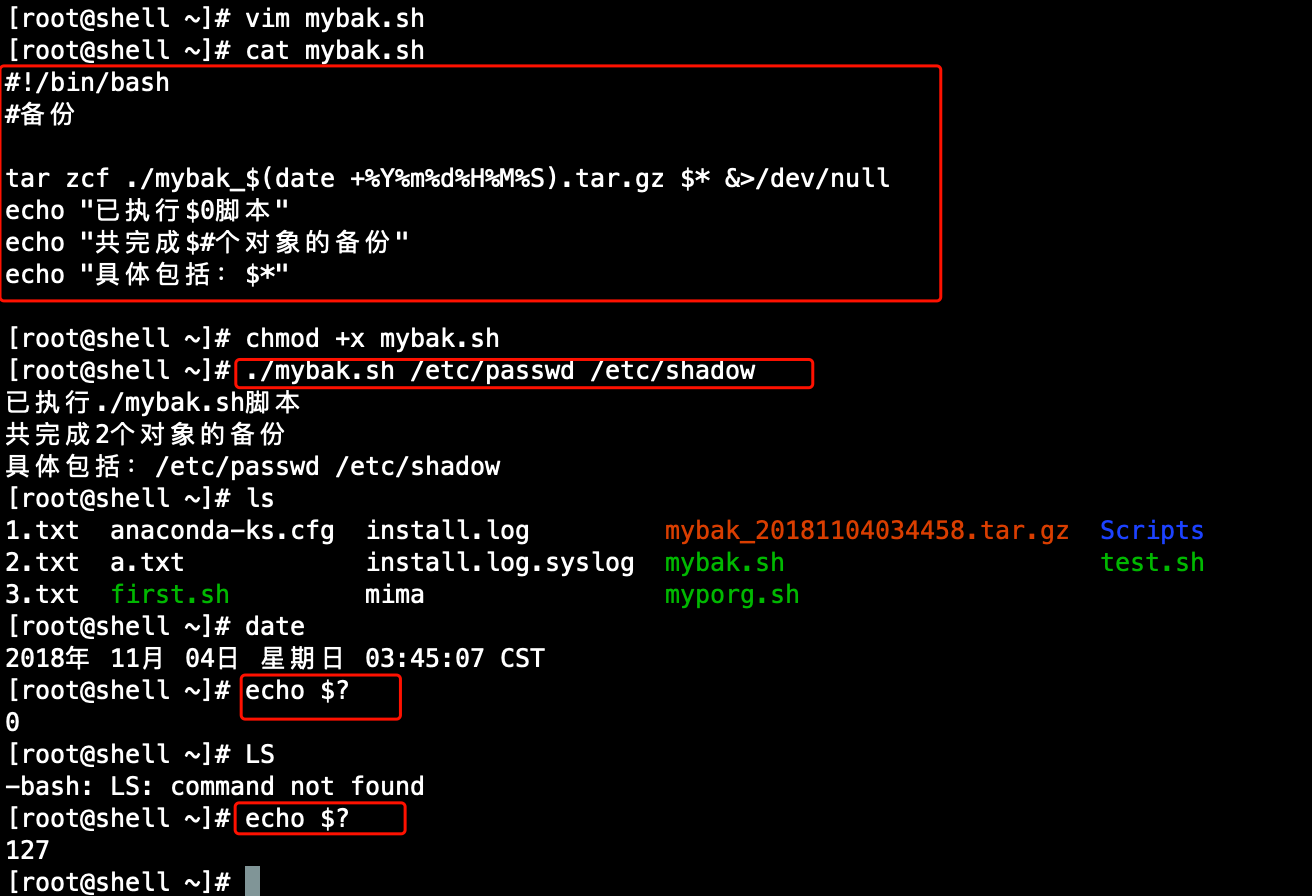 [root@shell ~]# vim mybak.sh
[root@shell ~]# cat mybak.sh
#!/bin/bash
#备份
tar zcf ./mybak_$(date +%Y%m%d%H%M%S).tar.gz $* &>/dev/null
echo "已执行$0脚本"
echo "共完成$#个对象的备份"
echo "具体包括：$*"
[root@shell ~]# chmod +x mybak.sh
[root@shell ~]# ./mybak.sh /etc/passwd /etc/shadow
已执行./mybak.sh脚本
共完成2个对象的备份
具体包括：/etc/passwd /etc/shadow
[root@shell ~]# ls
1.txt  anaconda-ks.cfg  install.log         mybak_20181104034458.tar.gz  Scripts
2.txt  a.txt            install.log.syslog  mybak.sh                     test.sh
3.txt  first.sh         mima                myporg.sh
[root@shell ~]# date
2018年 11月 04日 星期日 03:45:07 CST
[root@shell ~]# echo $?
0
[root@shell ~]# LS
-bash: LS: command not found
[root@shell ~]# echo $?
127
[root@shell ~]#